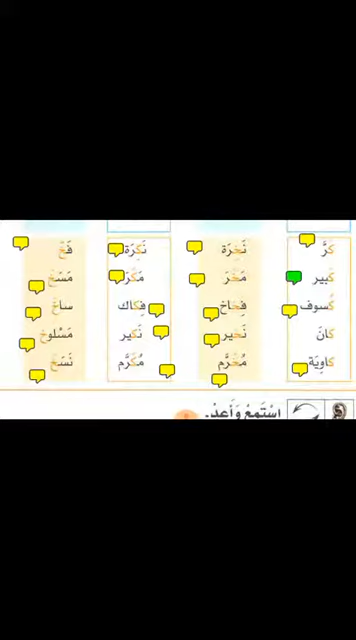 كَرَّ نَخِرَة نَكِرَة فَخّ
كَبير مَخَرَ مَكَرَ مَسْخ
كُسوف فِخاخ فِكاك ساخَ
كانَ نَخير نَكير مَسْلوخ
كاوِيَة مُخَرَّم مُكَرَّم نَسَخَ
اِسْتَمِعْ وَأَعِدْ.